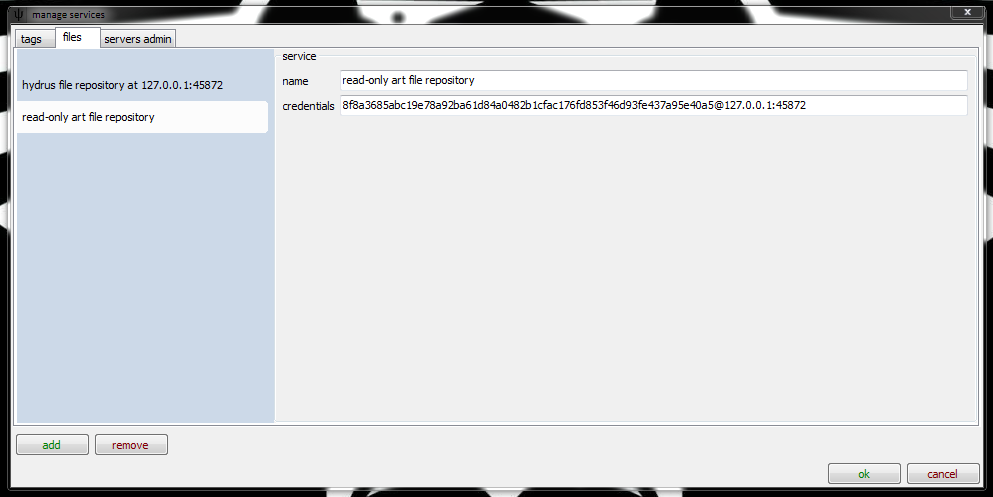 manage services
x
tags files servers admin
hydrus file repository at 127.0.0.1:45872
read-only art file repository
service
name read-only art file repository
credentials 8f8a3685abc19e78a92ba61d84a0482b1cfac176fd853f46d93fe437a95e40a5@127.0.0.1:45872
add remove
ok cancel